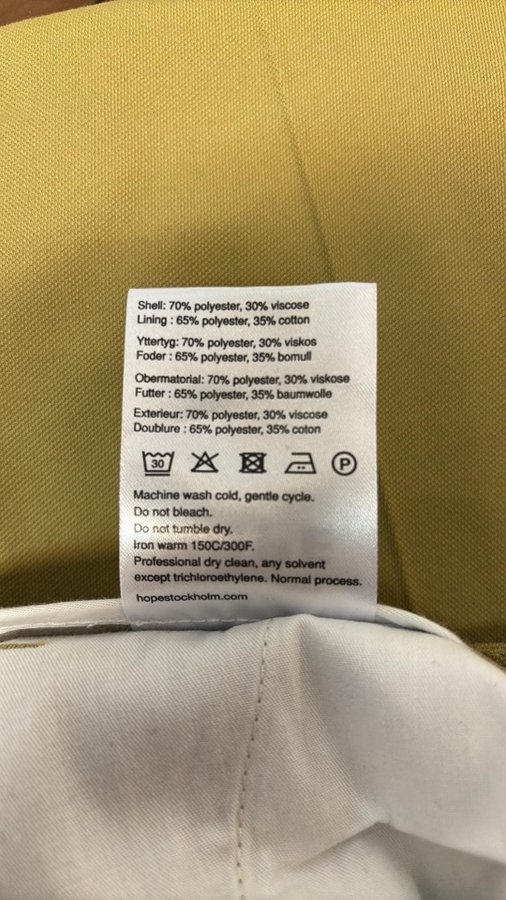 Shell: 70% polyester, 30% viscose
Lining : 65% polyester, 35% cotton
Yttertyg: 70% polyester, 30% viskos
Foder : 65% polyester, 35% bomull
Obermatorial: 70% polyester, 30% viskose
Futter : 65% polyester, 35% baumwolle
Exterieur: 70% polyester, 30% viscose
Doublure : 65% polyester, 35% coton
30 P
Machine wash cold, gentle cycle.
Do not bleach.
Do not tumble dry.
Iron warm 150C/300F.
Professional dry clean, any solvent
except trichloroethylene. Normal process.
hopestockholm.com